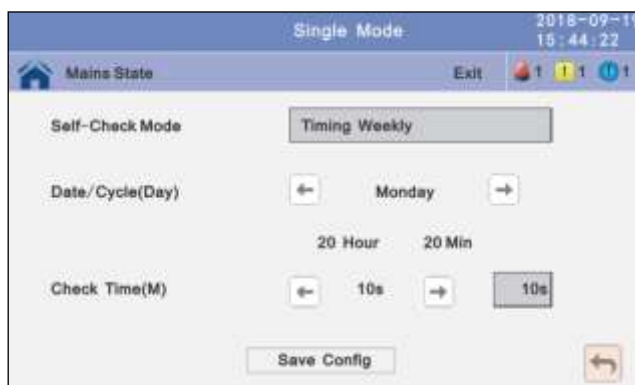 Single Mode
2018-09-19
15:44:22
Mains State Exit 1 ! 1 1
Self-Check Mode Timing Weekly
Date/Cycle(Day) ← Monday →
20 Hour 20 Min
Check Time(M) ← 10s → 10s
Save Config